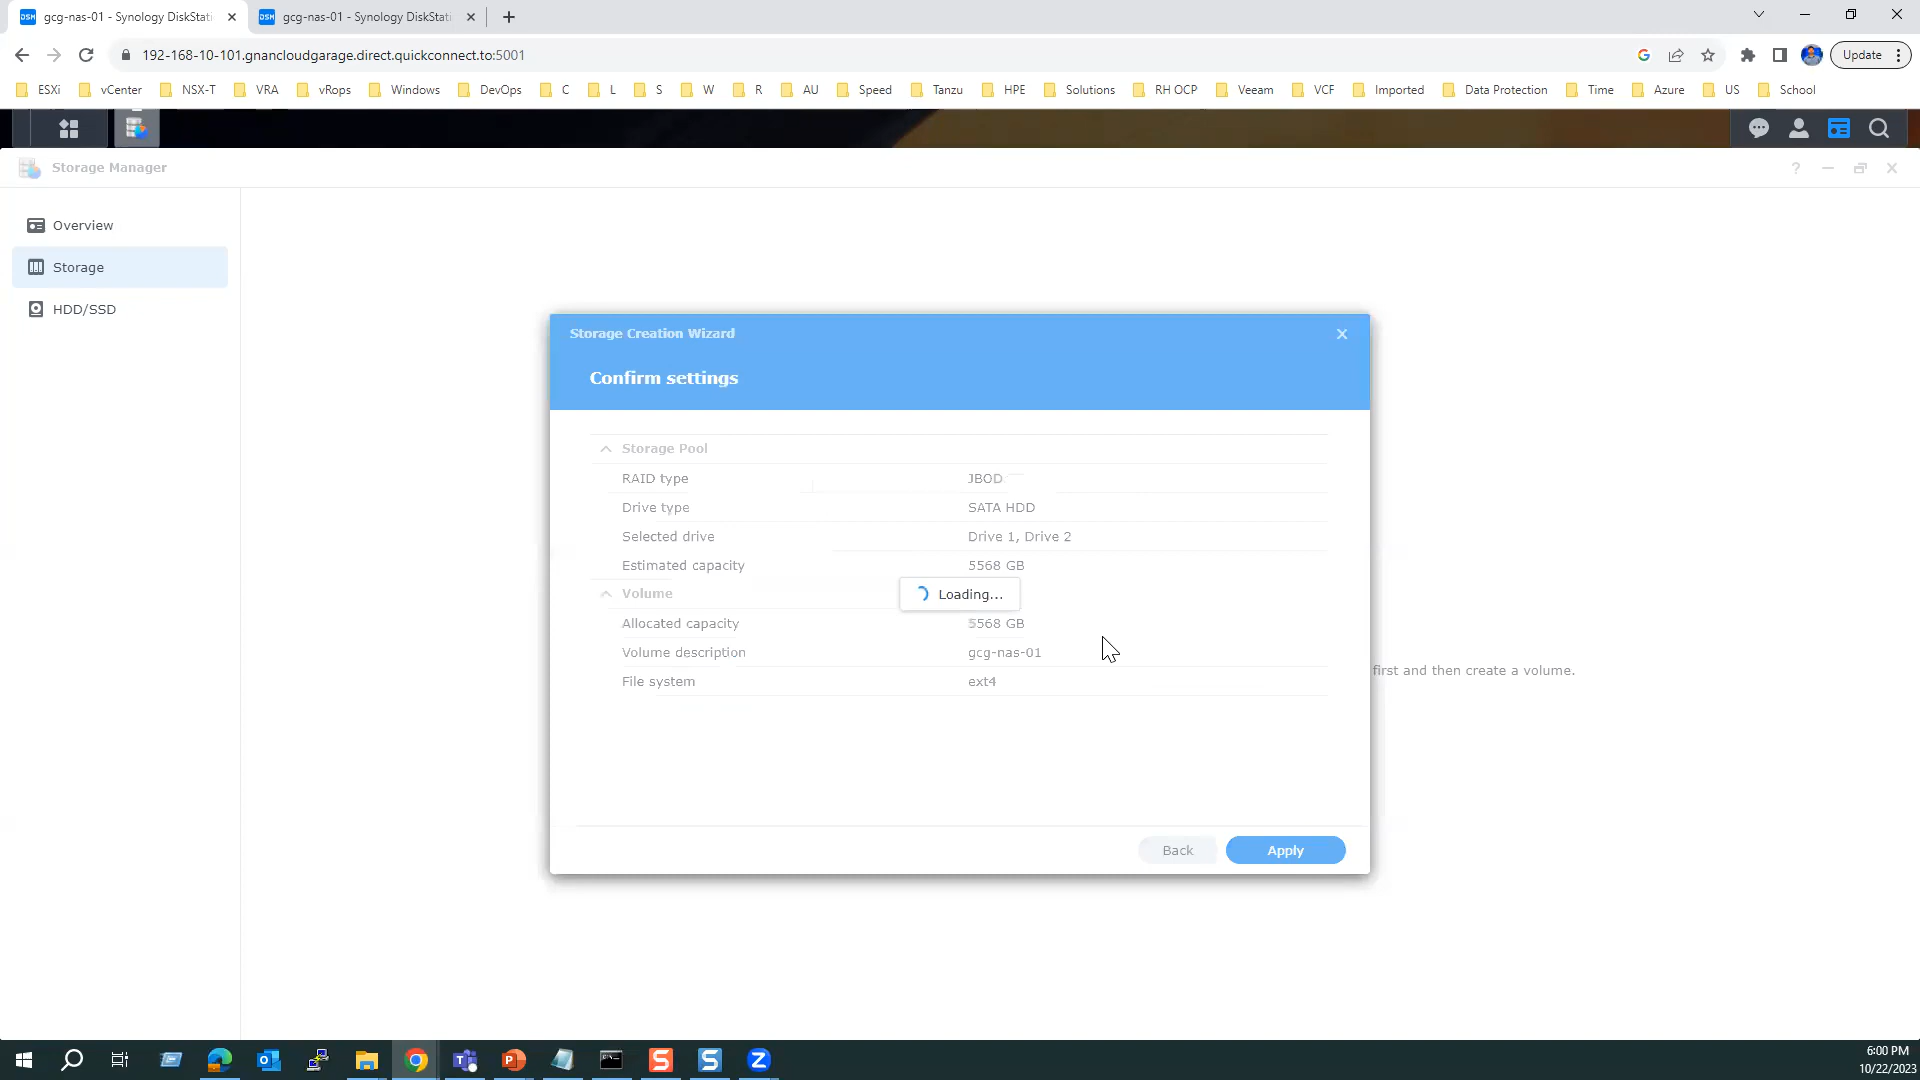 gcg-nas-01 - Synology DiskStati
gcg-nas-01 - Synology DiskStati
192-168-10-101.gnancloudgarage.direct.quickconnect.to:5001
Update
ESXi vCenter NSX-T VRA vRops Windows DevOps C L S W R AU Speed Tanzu HPE Solutions RH OCP Veeam VCF Imported Data Protection Time Azure US School
Storage Manager
Overview
Storage
HDD/SSD
Storage Creation Wizard
Confirm settings
Storage Pool
RAID type JBOD
Drive type SATA HDD
Selected drive Drive 1, Drive 2
Estimated capacity 5568 GB
Volume
Loading...
Allocated capacity 5568 GB
Volume description gcg-nas-01
File system ext4
first and then create a volume.
Back Apply
6:00 PM
10/22/2023